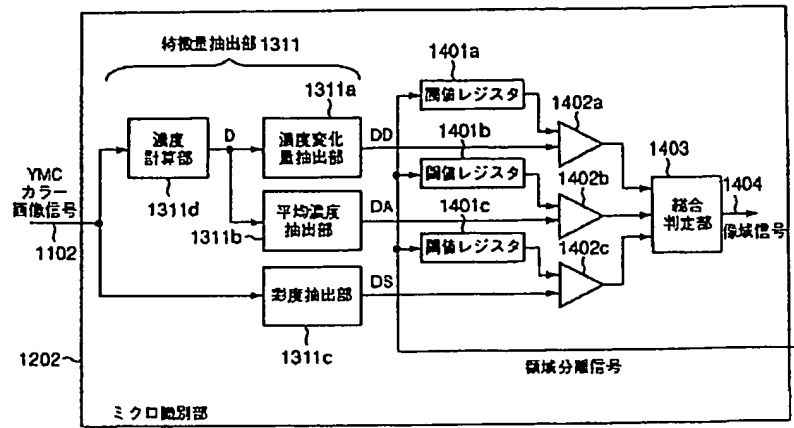 特徴量抽出部1311
1401a
1311a
閾値レジスタ
1402a
濃度
計算部
D
濃度変化
量抽出部
DD
1401b
1403
閾値レジスタ
1402b
1404
YMC
カラー
画像信号
1311d
1401c
総合
判定部
1102
1311b
平均濃度
抽出部
DA
閾値レジスタ
1402c
像域信号
彩度抽出部
DS
1202
1311c
領域分離信号
ミクロ識別部